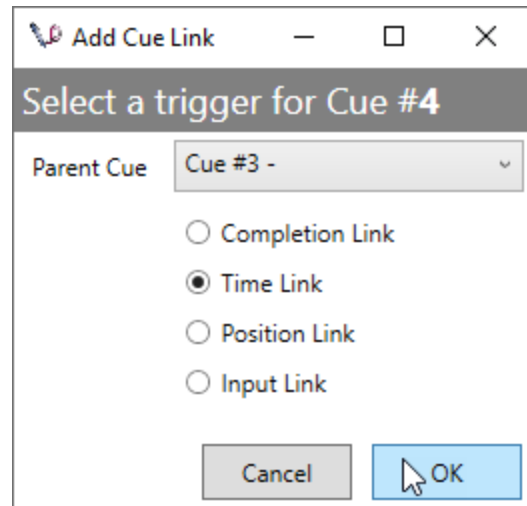 Add Cue Link
Select a trigger for Cue #4
Parent Cue Cue #3 -
Completion Link
Time Link
Position Link
Input Link
Cancel OK